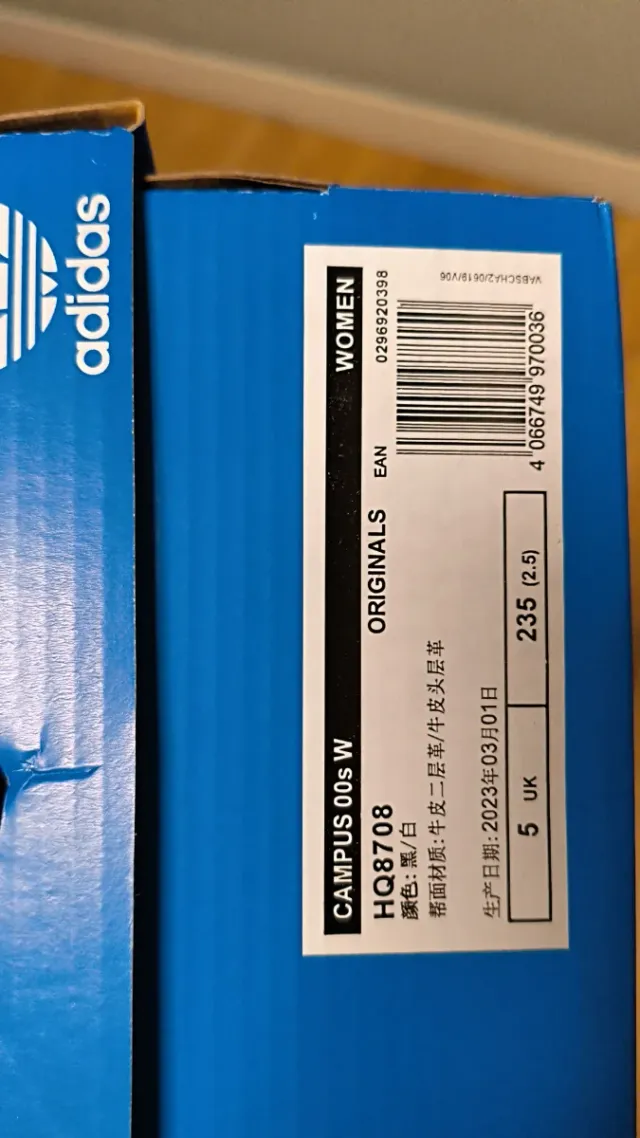 adidas
CAMPUS 00s W WOMEN
HQ8708 ORIGINALS EAN 0296920398
颜色: 黑/白
帮面材质: 牛皮二层革/牛皮头层革
VABSCHA2/0619/V06
4 066749 970036
生产日期: 2023年03月01日
5 UK 235 (2.5)